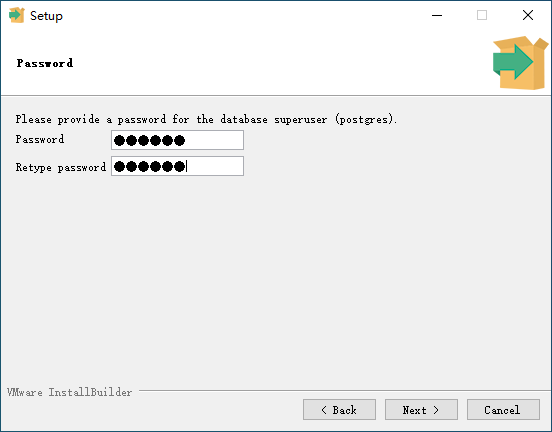 Setup
Password
Please provide a password for the database superuser (postgres).
Password ●●●●●●
Retype password ●●●●●●
VMware InstallBuilder
< Back Next > Cancel